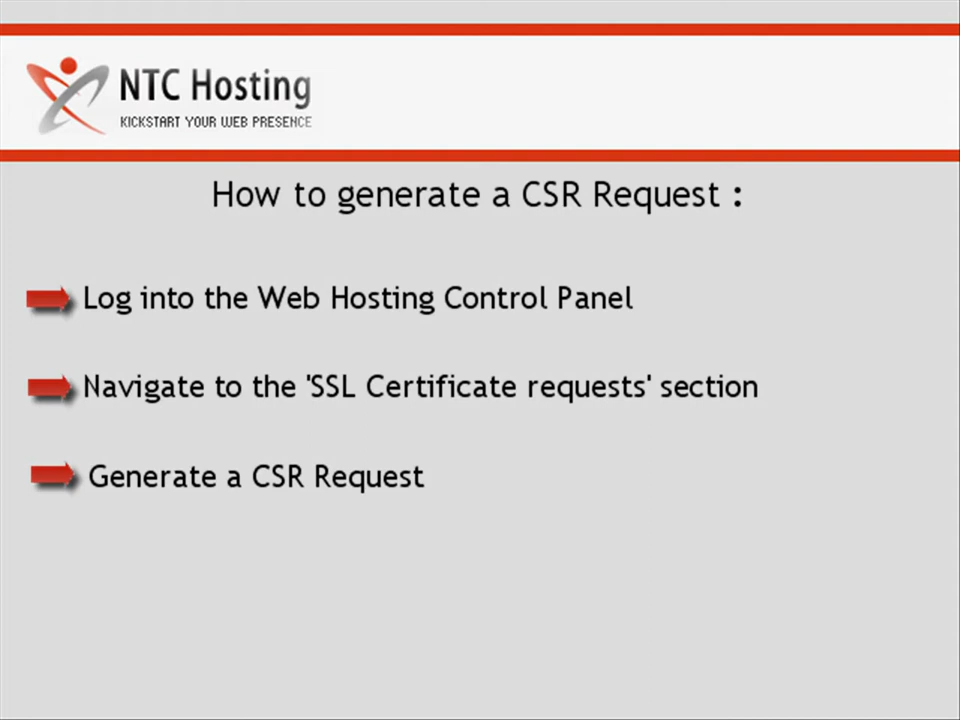 NTC Hosting
KICKSTART YOUR WEB PRESENCE
How to generate a CSR Request :
Log into the Web Hosting Control Panel
Navigate to the 'SSL Certificate requests' section
Generate a CSR Request